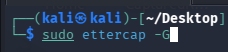 ┌──(kali㉿kali)-[~/Desktop]
└─$ sudo ettercap -G